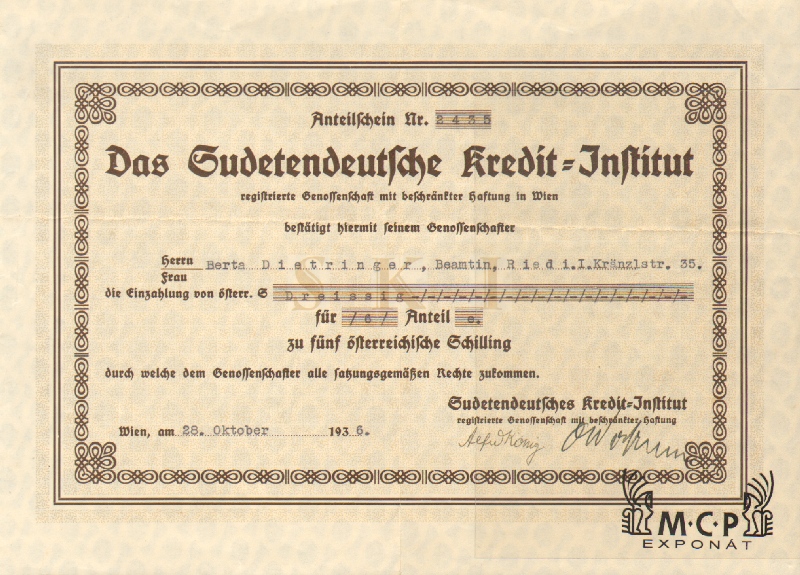 Anteilschein Nr. 2435
Das Sudetendeutsche Kredit-Institut
registrierte Genossenschaft mit beschränkter Haftung in Wien
bestätigt hiermit seinem Genossenschafter
Herrn
Frau
Berta Dietringer, Beamtin, Ried i.I.Kränzlstr. 35.
SKI
die Einzahlung von österr. S Dreissig-/-/-/-/-/-/-/-/-/-/-/-/-/-/-
für /6/ Anteil e.
zu fünf österreichische Schilling
durch welche dem Genossenschafter alle satzungsgemäßen Rechte zukommen.
Sudetendeutsches Kredit-Institut
registrierte Genossenschaft mit beschränkter Haftung
Wien, am 28. Oktober 1936.
Alfred König
M·C·P
EXPONÁT